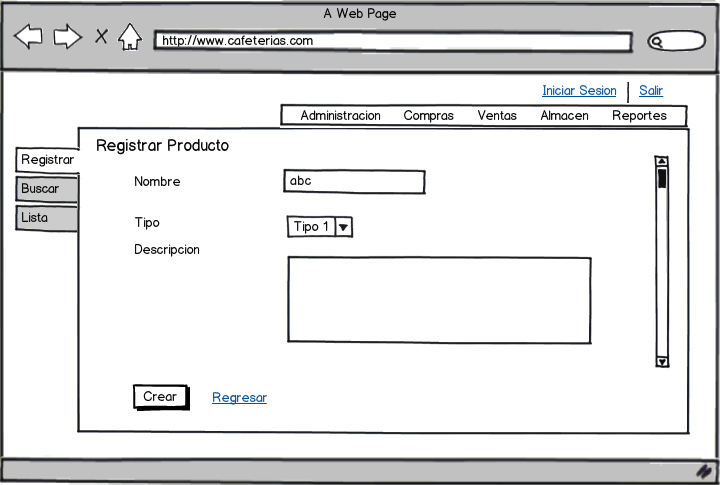 A Web Page
http://www.cafeterias.com
Iniciar Sesion Salir
Administracion Compras Ventas Almacen Reportes
Registrar Producto
Registrar
Buscar
Lista
Nombre abc
Tipo Tipo 1
Descripcion
Crear Regresar